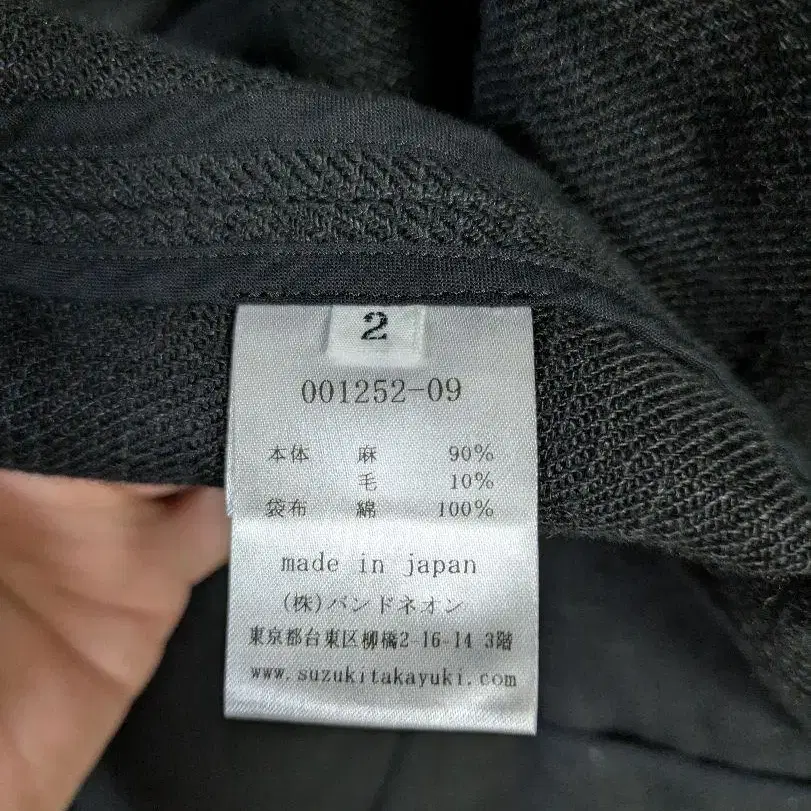 2
001252-09
本体 麻 90%
毛 10%
袋布 綿 100%
made in japan
(株)バンドネオン
東京都台東区柳橋2-16-14 3階
www.suzukitakayuki.com